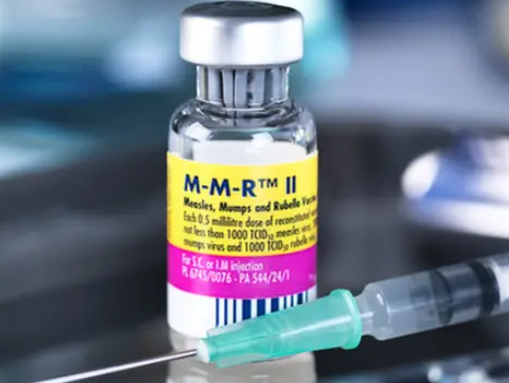 M-M-R™ II
Measles, Mumps and Rubella
Each 0.5 millilitre dose of reconstituted
not less than 1000 TCID₅₀ measles virus,
mumps virus and 1000 TCID₅₀ rubella
For S.C. or I.M injection
PL 6745/0076 - PA 544/24/1